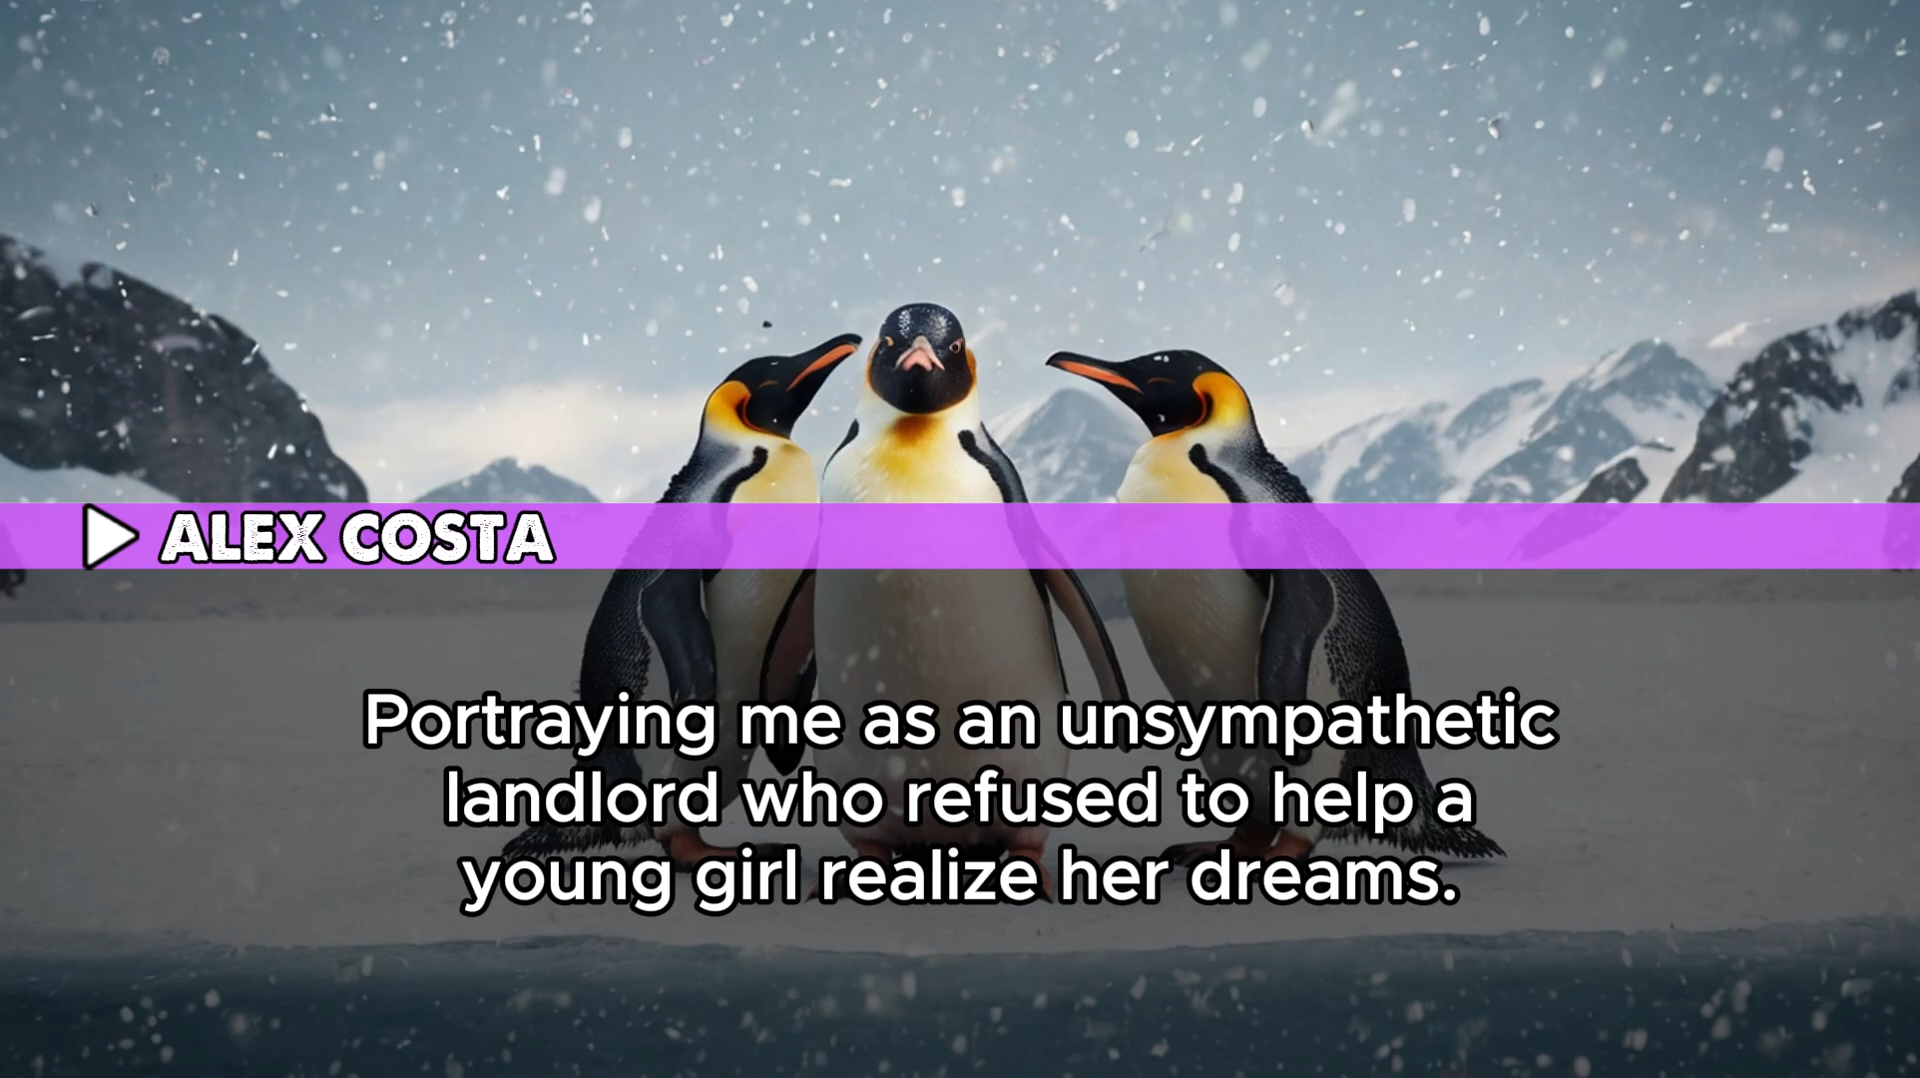 ALEX COSTA
Portraying me as an unsympathetic
landlord who refused to help a
young girl realize her dreams.